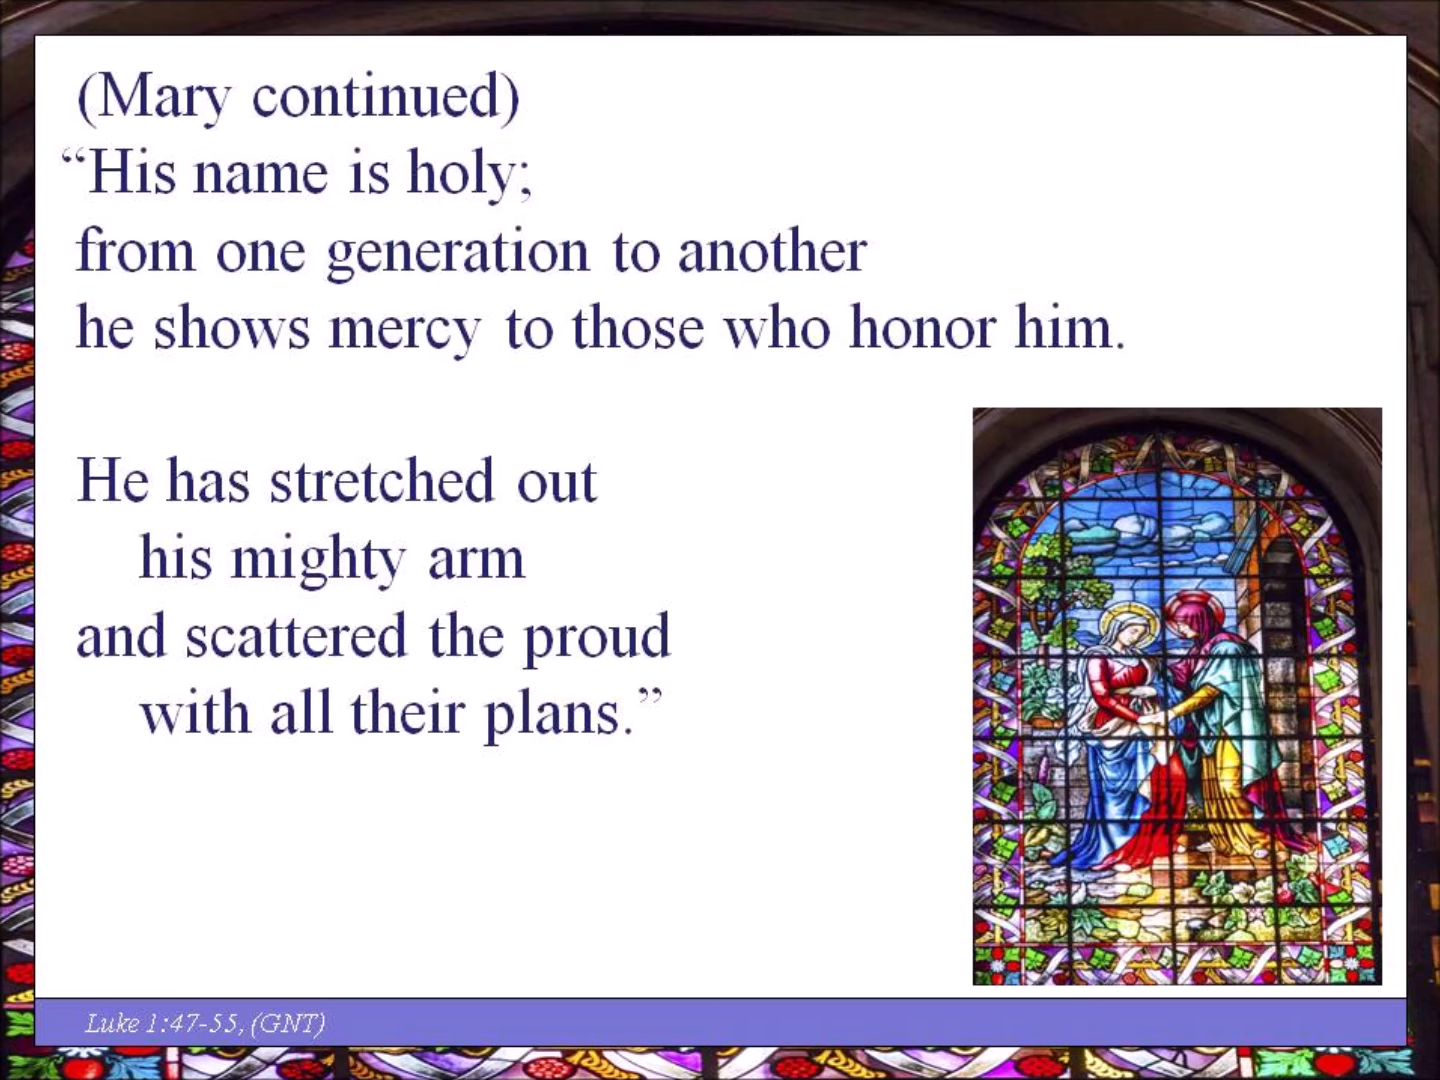 (Mary continued)
“His name is holy;
from one generation to another
he shows mercy to those who honor him.
He has stretched out
his mighty arm
and scattered the proud
with all their plans.”
Luke 1:47-55, (GNT)